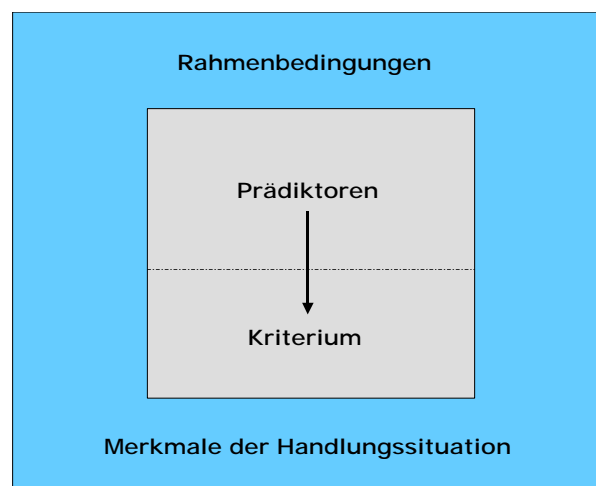 Rahmenbedingungen
Prädiktoren
Kriterium
Merkmale der Handlungssituation